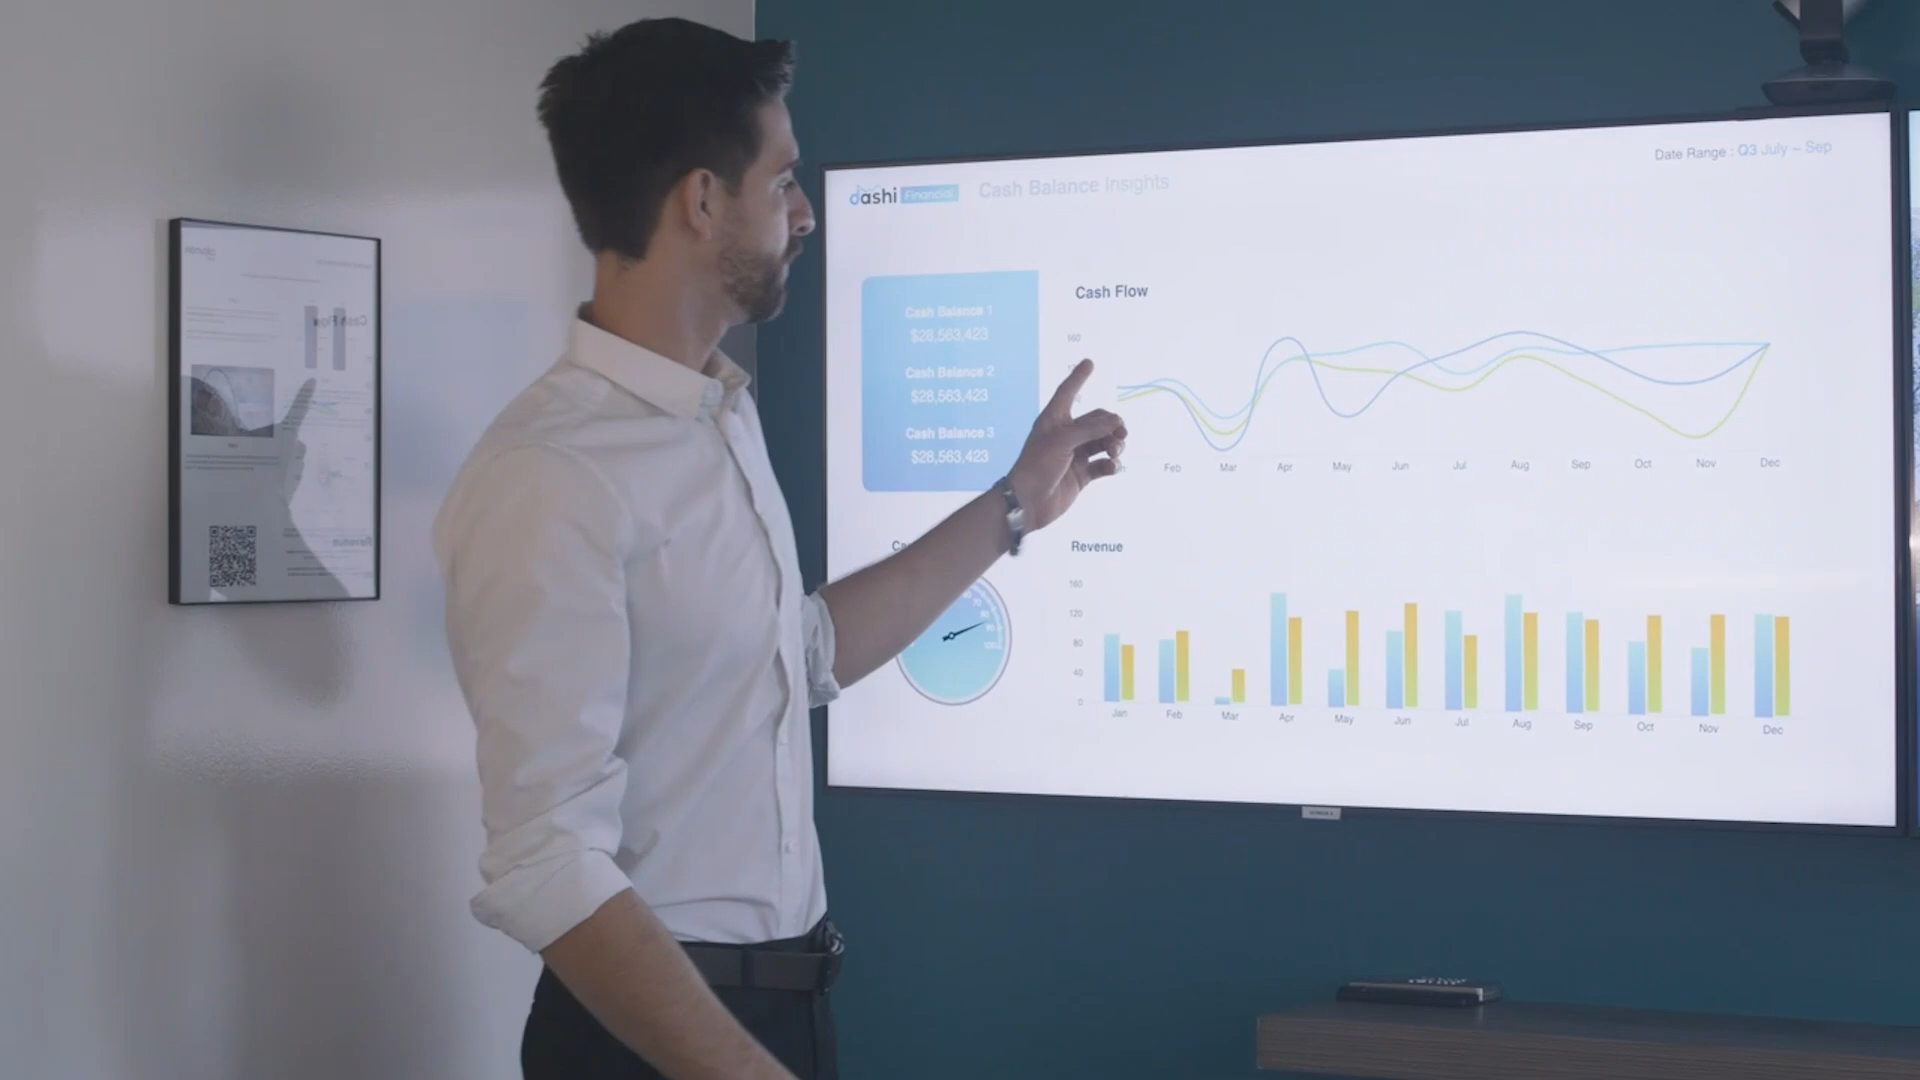 dashi Financial Cash Balance Insights
Date Range : Q3 July ~ Sep
Cash Balance 1
$28,563,423
Cash Balance 2
$28,563,423
Cash Balance 3
$28,563,423
Cash Flow
160
Feb Mar Apr May Jun Jul Aug Sep Oct Nov Dec
Revenue
160
120
80
40
0
Jan Feb Mar Apr May Jun Jul Aug Sep Oct Nov Dec